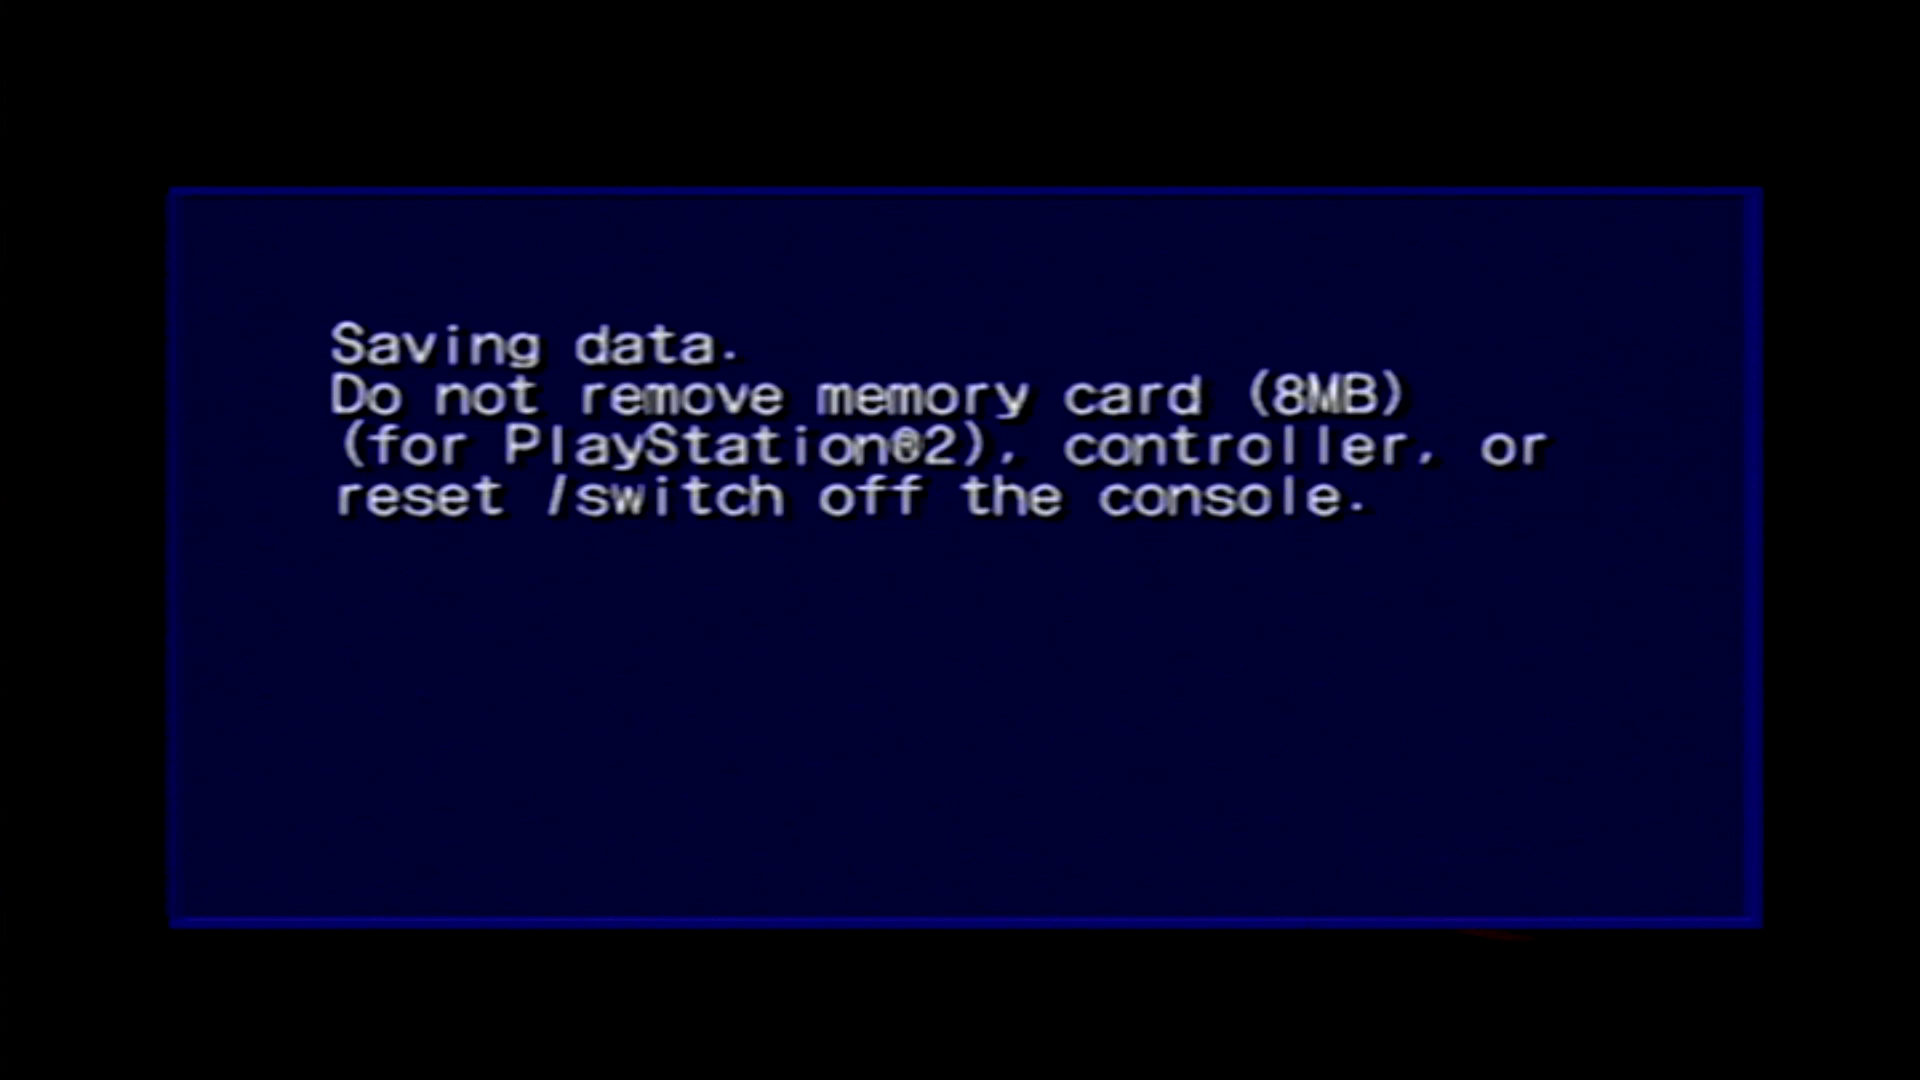 Saving data.
Do not remove memory card (8MB)
(for PlayStation®2), controller, or
reset /switch off the console.